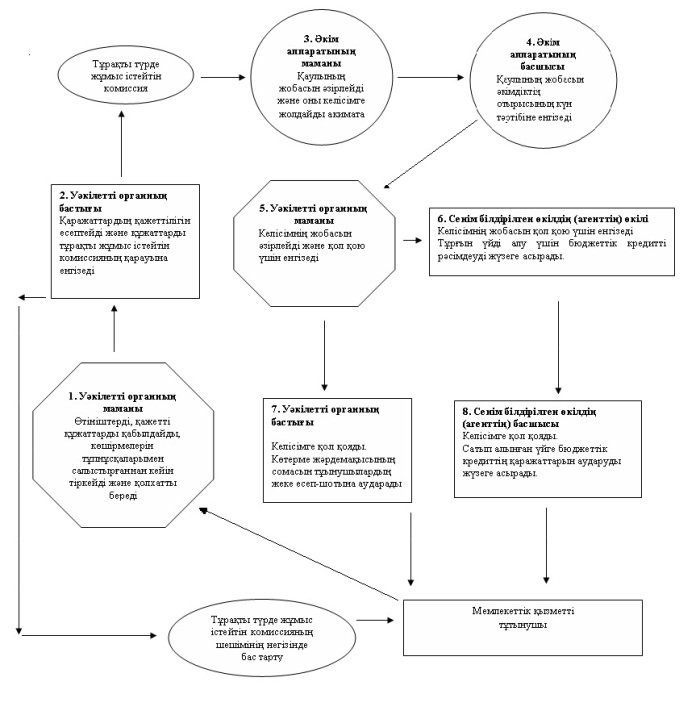 Тұрақты түрде
жұмыс істейтін
комиссия
3. Әкім
аппаратының
маманы
Қаулының
жобасын әзірлейді
және оны келісімге
жолдайды акимата
4. Әкім
аппаратының
басшысы
Қаулының жобасын
әкімдіктің
отырысының күн
тәртібіне енгізеді
2. Уәкілетті органның
бастығы
Қаражаттардың қажеттілігін
есептейді және құжаттарды
тұрақты жұмыс істейтін
комиссияның қарауына
енгізеді
5. Уәкілетті органның
маманы
Келісімнің жобасын
әзірлейді және қол қою
үшін енгізеді
6. Сенім білдірілген өкілдің (агенттің) өкілі
Келісімнің жобасын қол қою үшін енгізеді
Тұрғын үйді алу үшін бюджеттік кредитті
рәсімдеуді жүзеге асырады.
1. Уәкілетті органның
маманы
Өтініштерді, қажетті
құжаттарды қабылдайды,
көшірмелерін
түпнұсқаларымен
салыстырғаннан кейін
тіркейді және қолхатты
береді
7. Уәкілетті органның
бастығы
Келісімге қол қояды.
Көтерме жәрдемақысының
сомасын тұынушылардың
жеке есеп-шотына аударады
8. Сенім білдірілген өкілдің
(агенттің) басшысы
Келісімге қол қояды.
Сатып алынған үйге бюджеттік
кредиттің қаражаттарын аударуды
жүзеге асырады.
Тұрақты түрде жұмыс
істейтін комиссияның
шешімінің негізінде
бас тарту
Мемлекеттік қызметті
тұтынушы